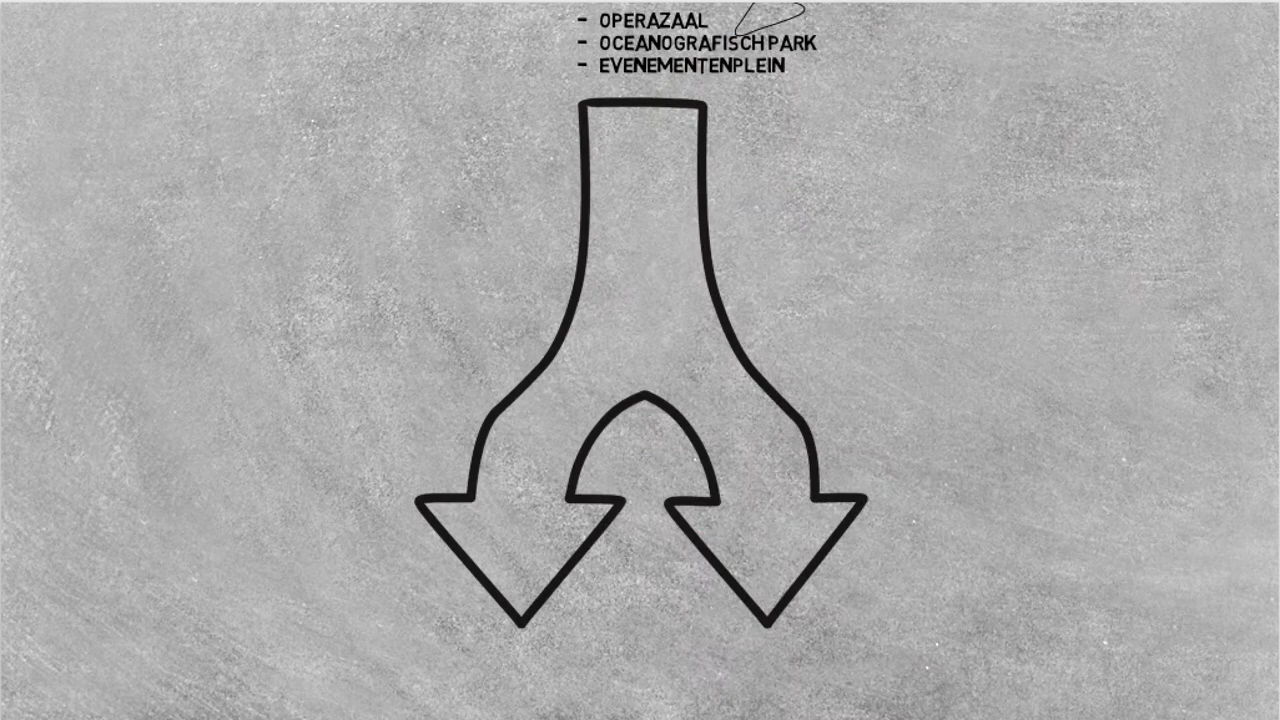 - OPERAZAAL
- OCEANOGRAFISCH PARK
- EVENEMENTENPLEIN